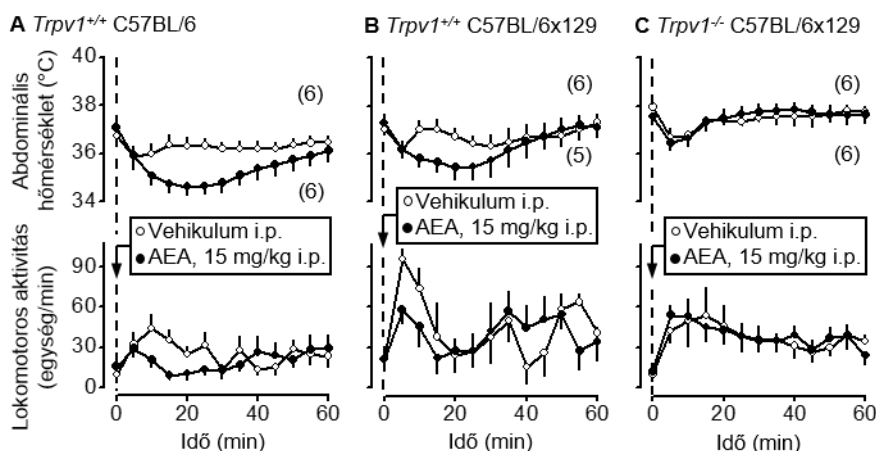 A Trpv1+/+ C57BL/6
B Trpv1+/+ C57BL/6x129
C Trpv1-/- C57BL/6x129
Abdominális
hőmérséklet (°C)
40
38
36
34
(6)
(6)
(6)
(5)
(6)
(6)
Vehikulum i.p.
AEA, 15 mg/kg i.p.
Vehikulum i.p.
AEA, 15 mg/kg i.p.
Vehikulum i.p.
AEA, 15 mg/kg i.p.
Lokomotoros aktivitás
(egység/min)
90
60
30
0
0 20 40 60
0 20 40 60
0 20 40 60
Idő (min)
Idő (min)
Idő (min)